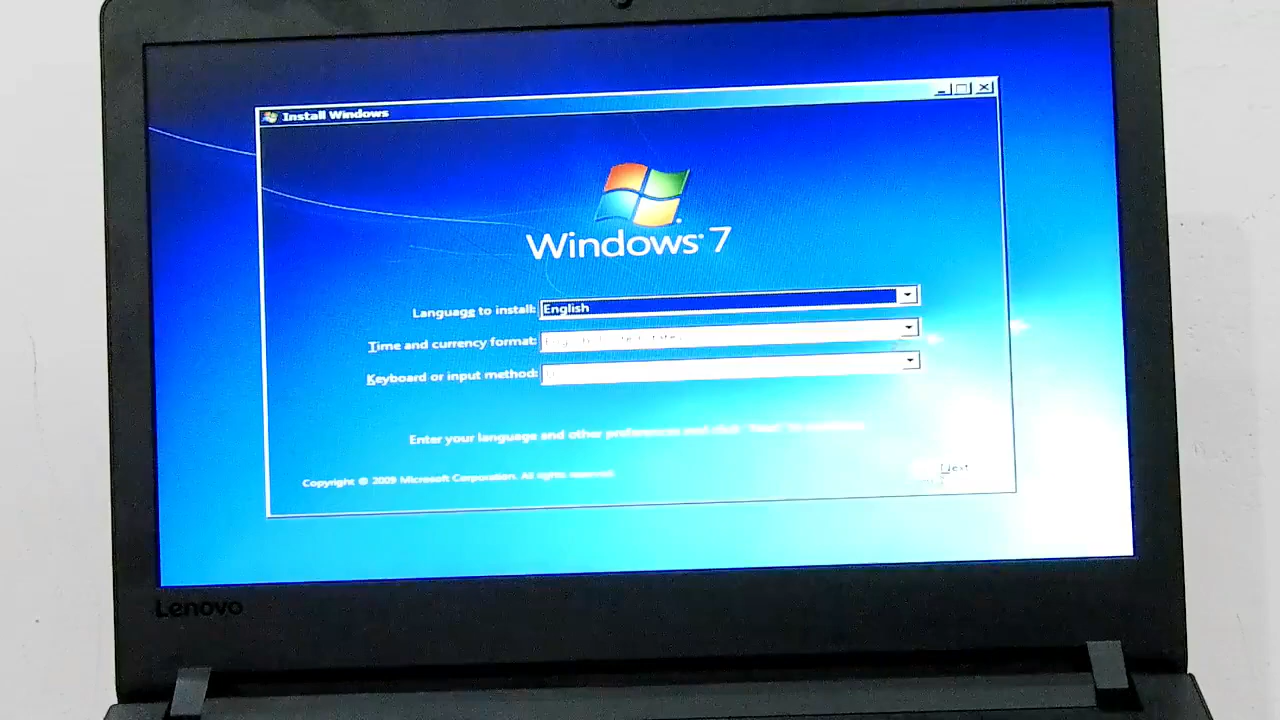 Install Windows
Windows 7
Language to install: English
Time and currency format:
Keyboard or input method:
Enter your language and other preferences and click "Next" to continue.
Copyright © 2009 Microsoft Corporation. All rights reserved.
Next
Lenovo